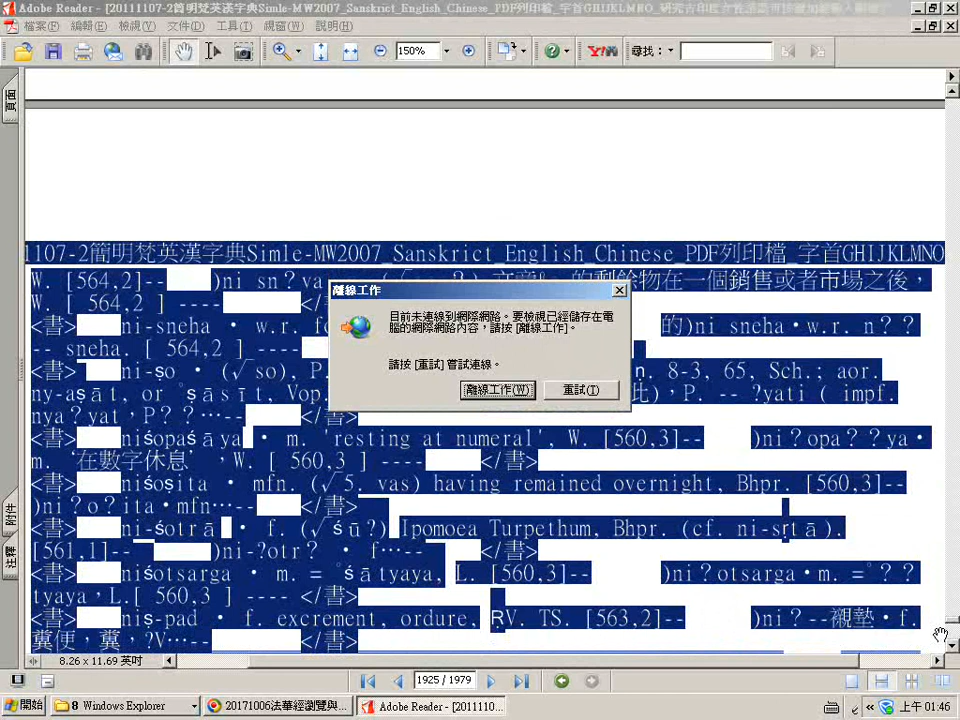 Adobe Reader - [20111107-2簡明梵英漢字典Simle-MW2007_Sanskrict_English_Chinese_PDF列印檔_字首GHIJKLMNO_研究古印
檔案(F) 編輯(E) 檢視(V) 文件(D) 工具(T) 視窗(W) 說明(H)
150% Y! 尋找:
頁面
1107-2簡明梵英漢字典Simle-MW2007_Sanskrict_English_Chinese_PDF列印檔_字首GHIJKLMNO
W. [564,2]-- )ni sn？va 的剩餘物在一個銷售或者市場之後，
離線工作
W. [ 564,2 ] ---- </
目前未連線到網際網路。要檢視已經儲存在電
腦的網際網路內容，請按 [離線工作]。
請按 [重試] 嘗試連線。
離線工作(W) 重試(T)
<書> ni-sneha • w.r. fo 的)ni sneha•w.r. n？？
-- sneha. [ 564,2 ] ----
<書> ni-ṣo • (√so), P. ṇ. 8-3, 65, Sch.; aor.
ny-aṣāt, or °ṣāsīt, Vop. 此)，P. -- ?yati ( impf.
nya？yat，P？？…-- </書>
<書> niśopaśāya • m. 'resting at numeral', W. [560,3]-- )ni？opa？？ya•
m. ‘在數字休息’，W. [ 560,3 ] ---- </書>
<書> niśoṣita • mfn. (√5. vas) having remained overnight, Bhpr. [560,3]--
)ni？o？ita•mfn…-- </書>
<書> ni-śotrā • f. (√śū?) Ipomoea Turpethum, Bhpr. (cf. ni-sṛtā).
[561,1]-- )ni-?otr？ • f…-- </書>
<書> niśotsarga • m. = °śātyaya, L. [560,3]-- )ni？otsarga•m. =°？？
tyaya，L.[ 560,3 ] ---- </書>
<書> niṣ-pad • f. excrement, ordure, ṚV. TS. [563,2]-- )ni？--襯墊•f.
糞便，糞，?V…-- </書>
附件
注釋
8.26 x 11.69 英吋
1925 / 1979
開始 8 Windows Explorer 20171006法華經瀏覽與... Adobe Reader - [2011110... 上午 01:46